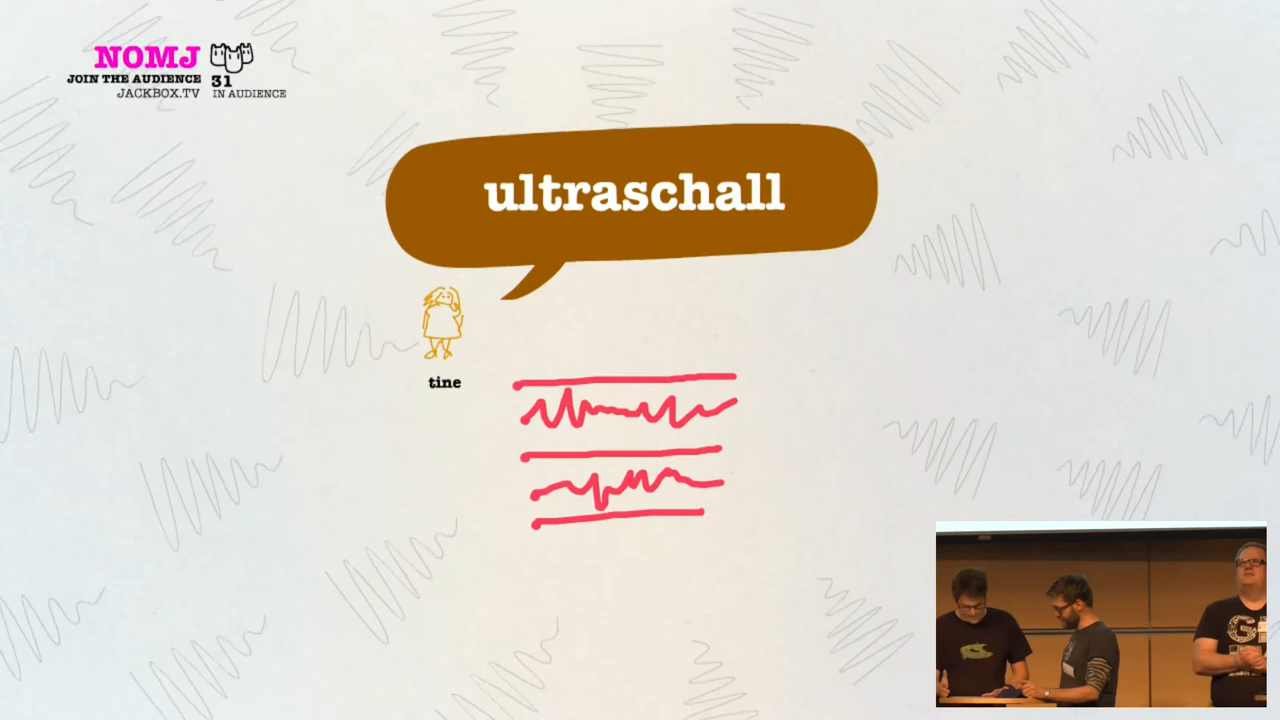 NOMJ
JOIN THE AUDIENCE
JACKBOX.TV
31
IN AUDIENCE
ultraschall
tine